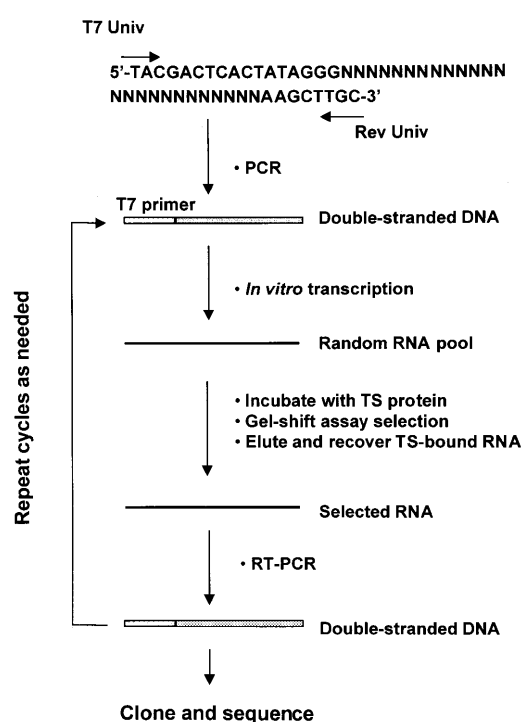 T7 Univ
5'-TACGACTCACTATAGGGNNNNNNNNNNNNNN
NNNNNNNNNNNNNAAGCTTGC-3'
Rev Univ
• PCR
T7 primer
Double-stranded DNA
• In vitro transcription
Random RNA pool
• Incubate with TS protein
• Gel-shift assay selection
• Elute and recover TS-bound RNA
Selected RNA
• RT-PCR
Double-stranded DNA
Clone and sequence
Repeat cycles as needed